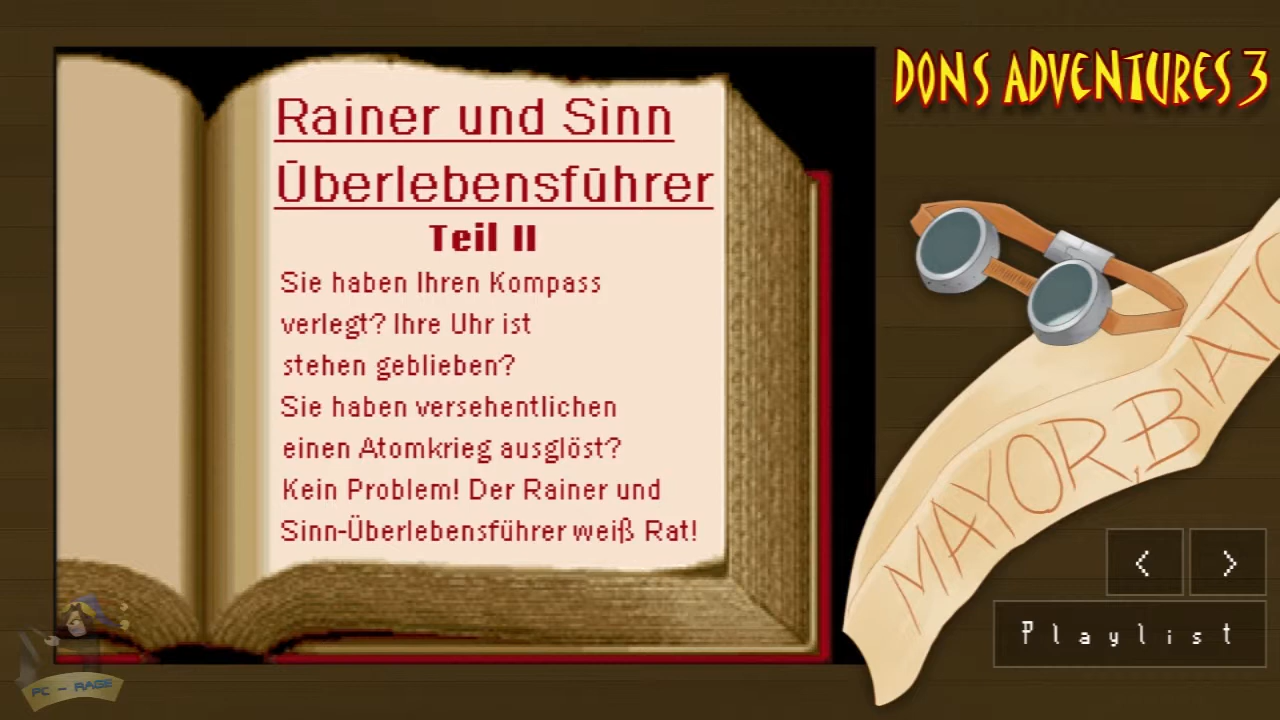 DONS ADVENTURES 3
Rainer und Sinn
Überlebensführer
Teil II
Sie haben Ihren Kompass
verlegt? Ihre Uhr ist
stehen geblieben?
Sie haben versehentlichen
einen Atomkrieg ausglöst?
Kein Problem! Der Rainer und
Sinn-Überlebensführer weiß Rat!
MAYOR, BIAT
< >
Playlist
PC - RAGE